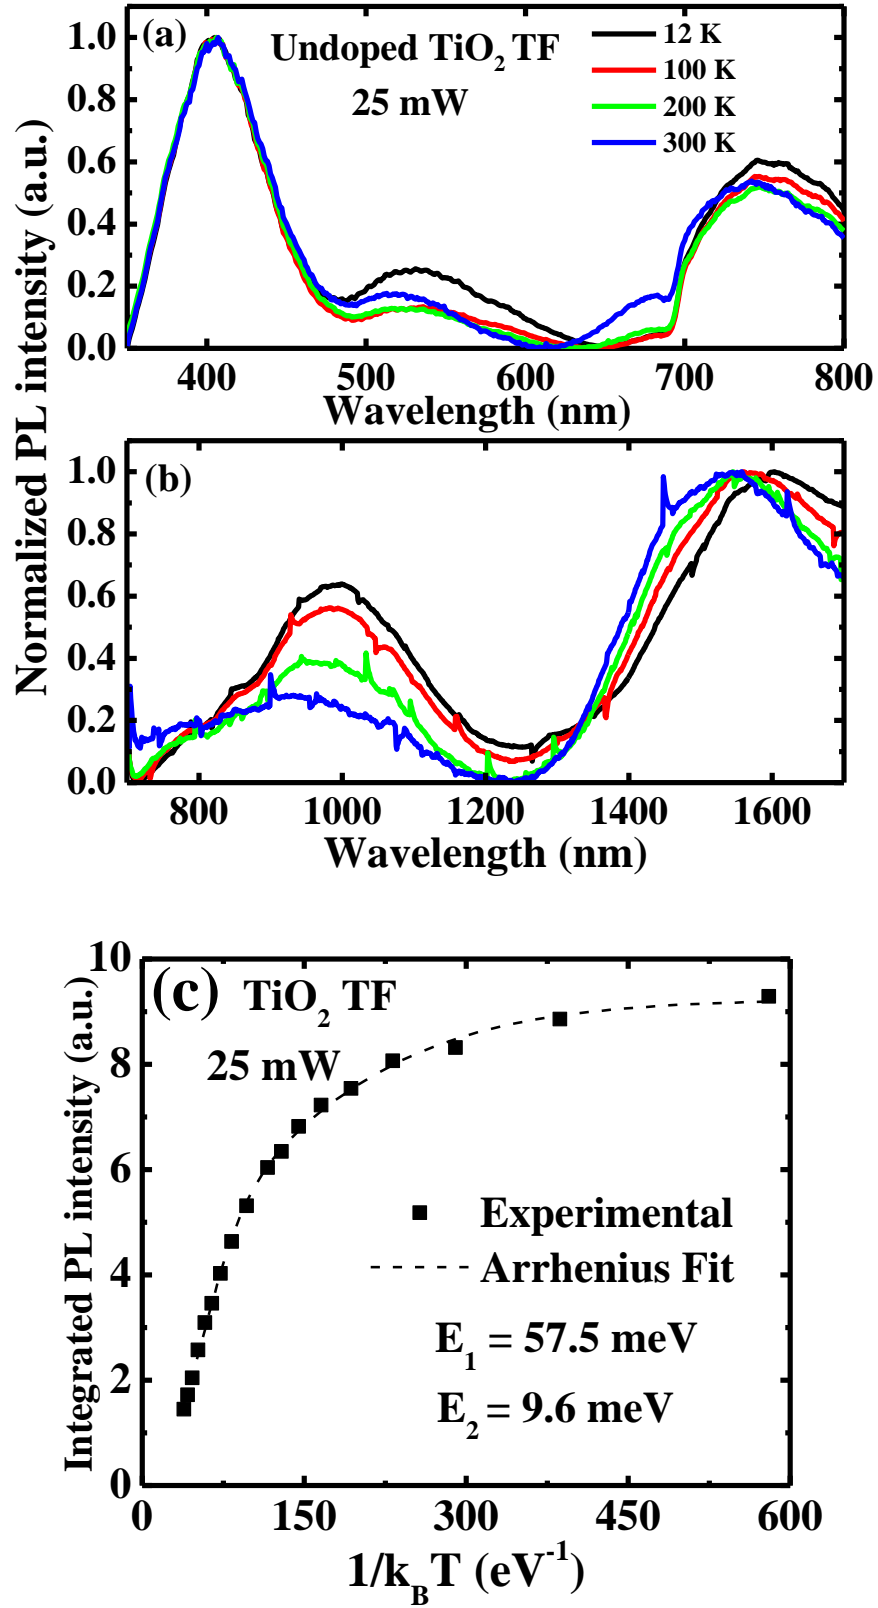 Normalized PL intensity (a.u.)
(a)
Undoped TiO2 TF
25 mW
12 K
100 K
200 K
300 K
1.0
0.8
0.6
0.4
0.2
0.0
400 500 600 700 800
Wavelength (nm)
(b)
1.0
0.8
0.6
0.4
0.2
0.0
800 1000 1200 1400 1600
Wavelength (nm)
Integrated PL intensity (a.u.)
(c) TiO2 TF
25 mW
10
8
6
4
2
0
Experimental
Arrhenius Fit
E1 = 57.5 meV
E2 = 9.6 meV
0 150 300 450 600
1/kBT (eV-1)